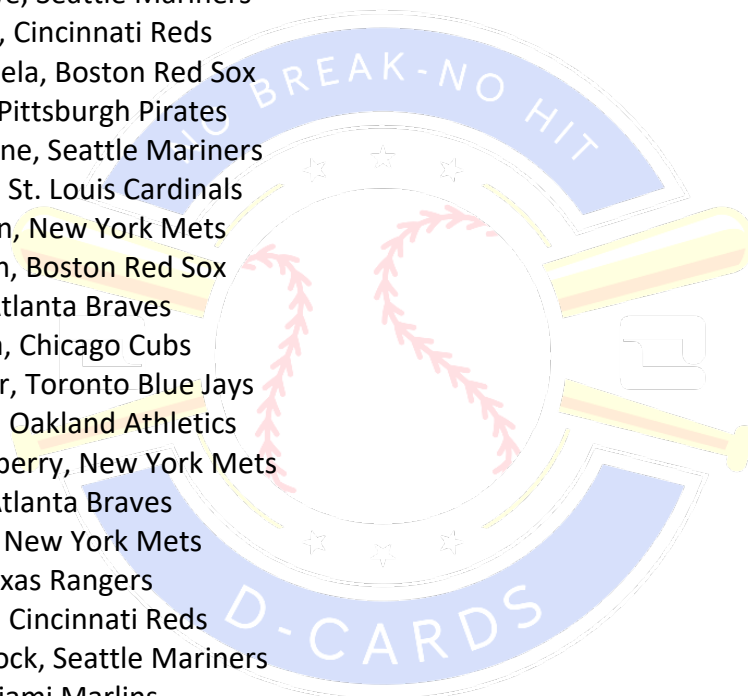 Seattle Mariners
, Cincinnati Reds
ela, Boston Red Sox
Pittsburgh Pirates
ne, Seattle Mariners
St. Louis Cardinals
n, New York Mets
n, Boston Red Sox
tlanta Braves
, Chicago Cubs
r, Toronto Blue Jays
Oakland Athletics
berry, New York Mets
tlanta Braves
New York Mets
xas Rangers
Cincinnati Reds
ock, Seattle Mariners
iami Marlins
NO BREAK-NO HIT
D-CARDS